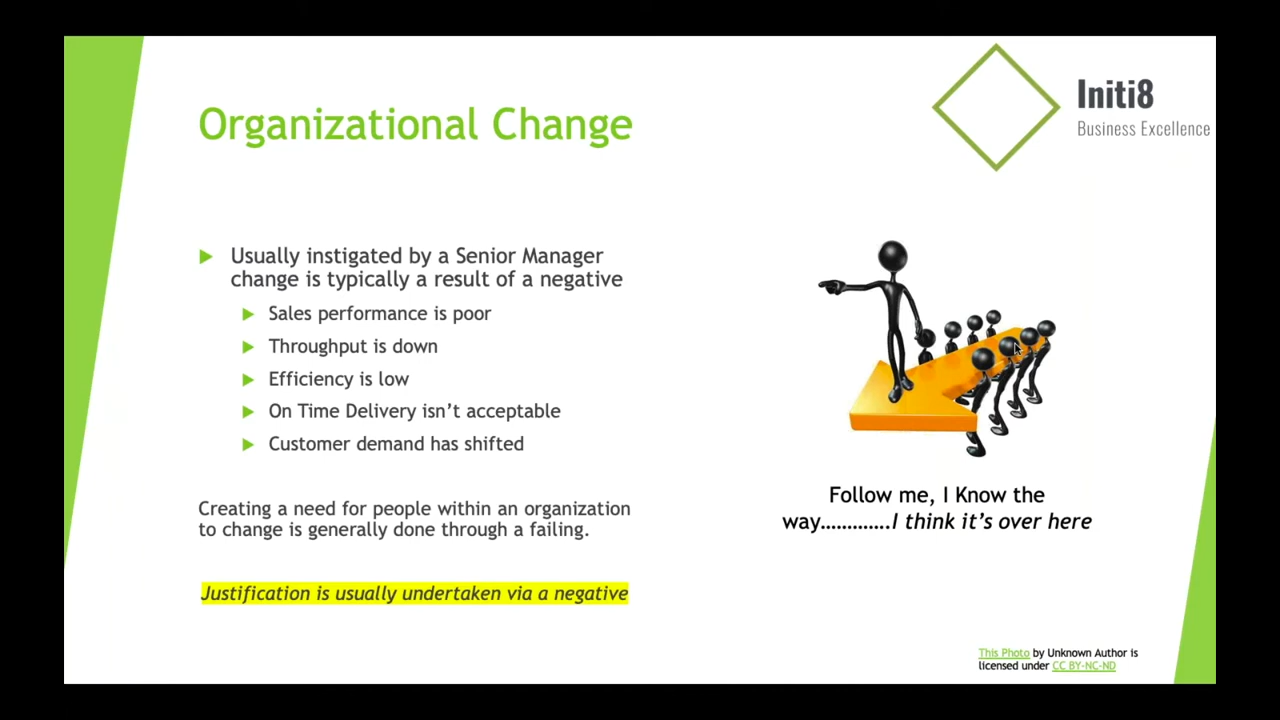 Organizational Change
Initi8
Business Excellence
Usually instigated by a Senior Manager
change is typically a result of a negative
Sales performance is poor
Throughput is down
Efficiency is low
On Time Delivery isn’t acceptable
Customer demand has shifted
Creating a need for people within an organization
to change is generally done through a failing.
Justification is usually undertaken via a negative
Follow me, I Know the
way………….I think it’s over here
This Photo by Unknown Author is
licensed under CC BY-NC-ND